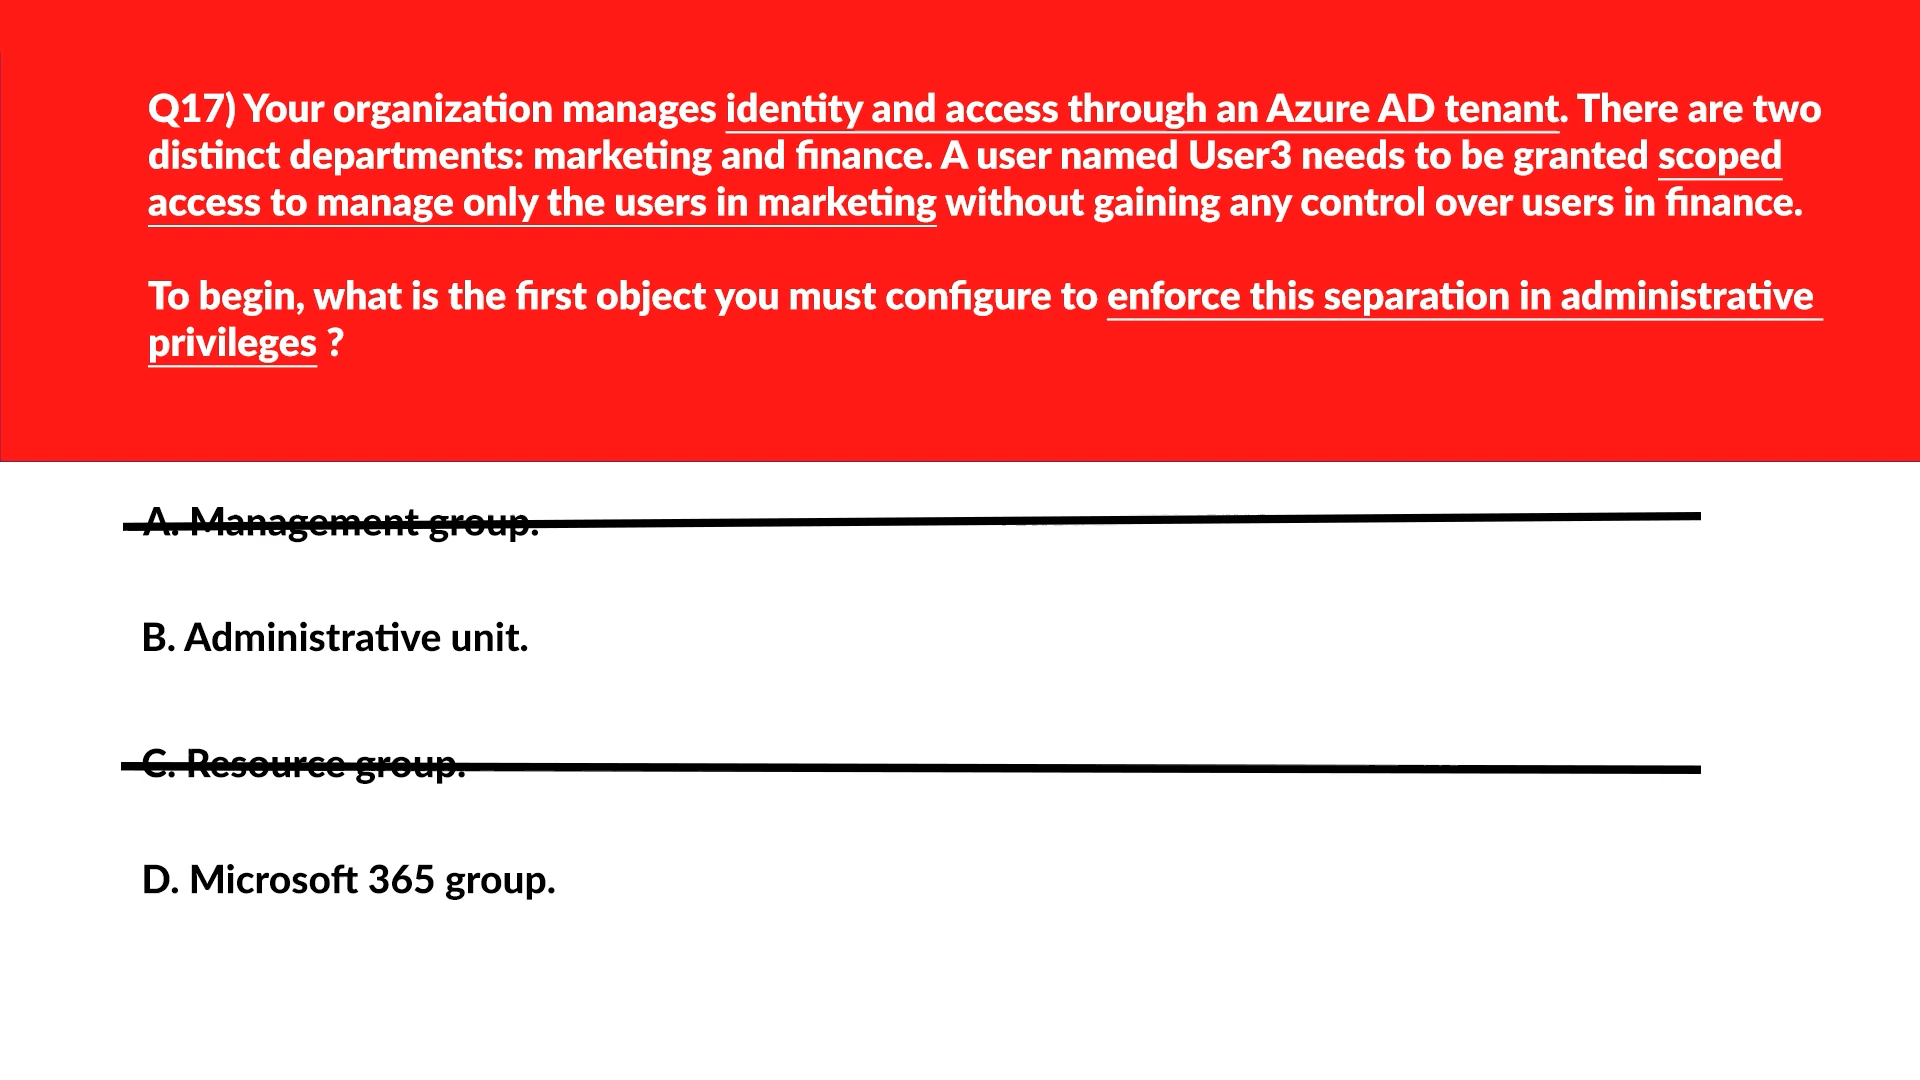 Q17) Your organization manages identity and access through an Azure AD tenant. There are two
distinct departments: marketing and finance. A user named User3 needs to be granted scoped
access to manage only the users in marketing without gaining any control over users in finance.
To begin, what is the first object you must configure to enforce this separation in administrative
privileges ?
A. Management group.
B. Administrative unit.
C. Resource group.
D. Microsoft 365 group.